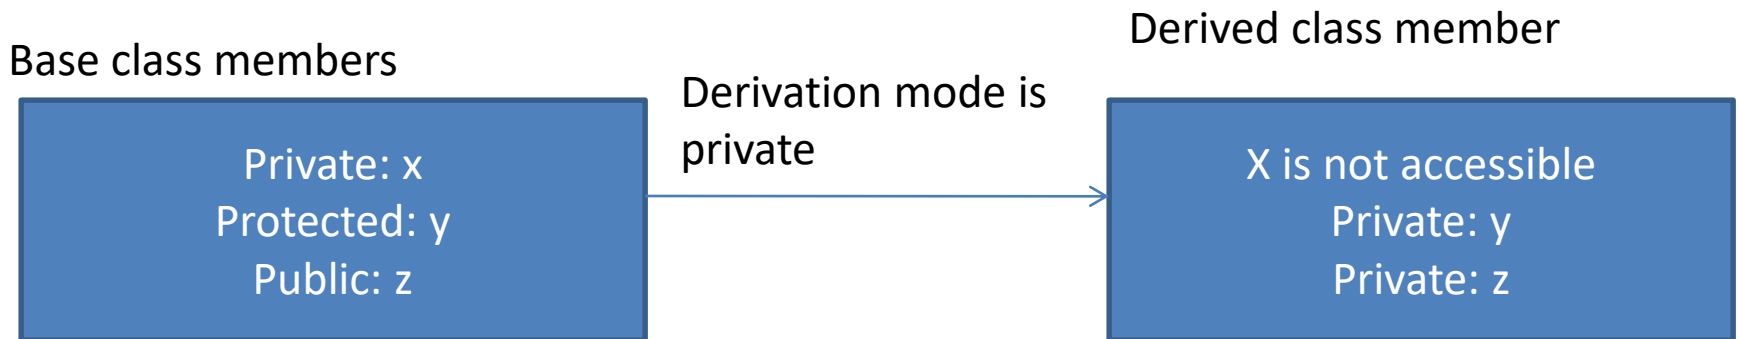 Base class members
Private: x
Protected: y
Public: z
Derivation mode is
private
Derived class member
X is not accessible
Private: y
Private: z